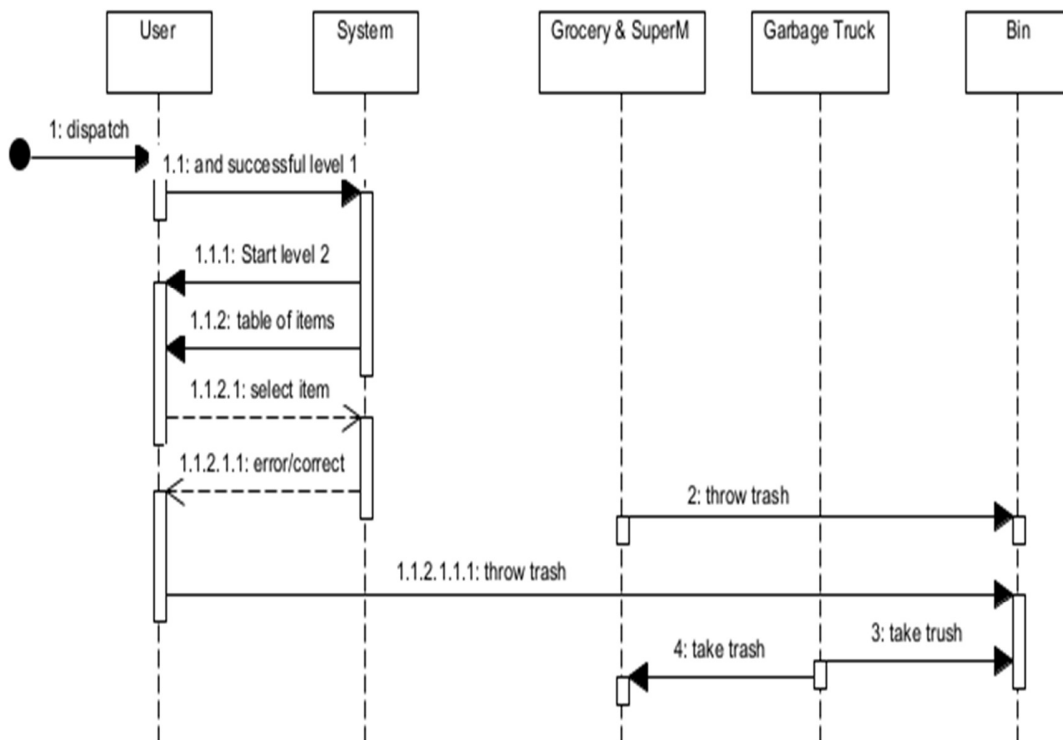 User
System
Grocery & SuperM
Garbage Truck
Bin
1: dispatch
1.1: and successful level 1
1.1.1: Start level 2
1.1.2: table of items
1.1.2.1: select item
1.1.2.1.1: error/correct
2: throw trash
1.1.2.1.1.1: throw trash
3: take trush
4: take trash